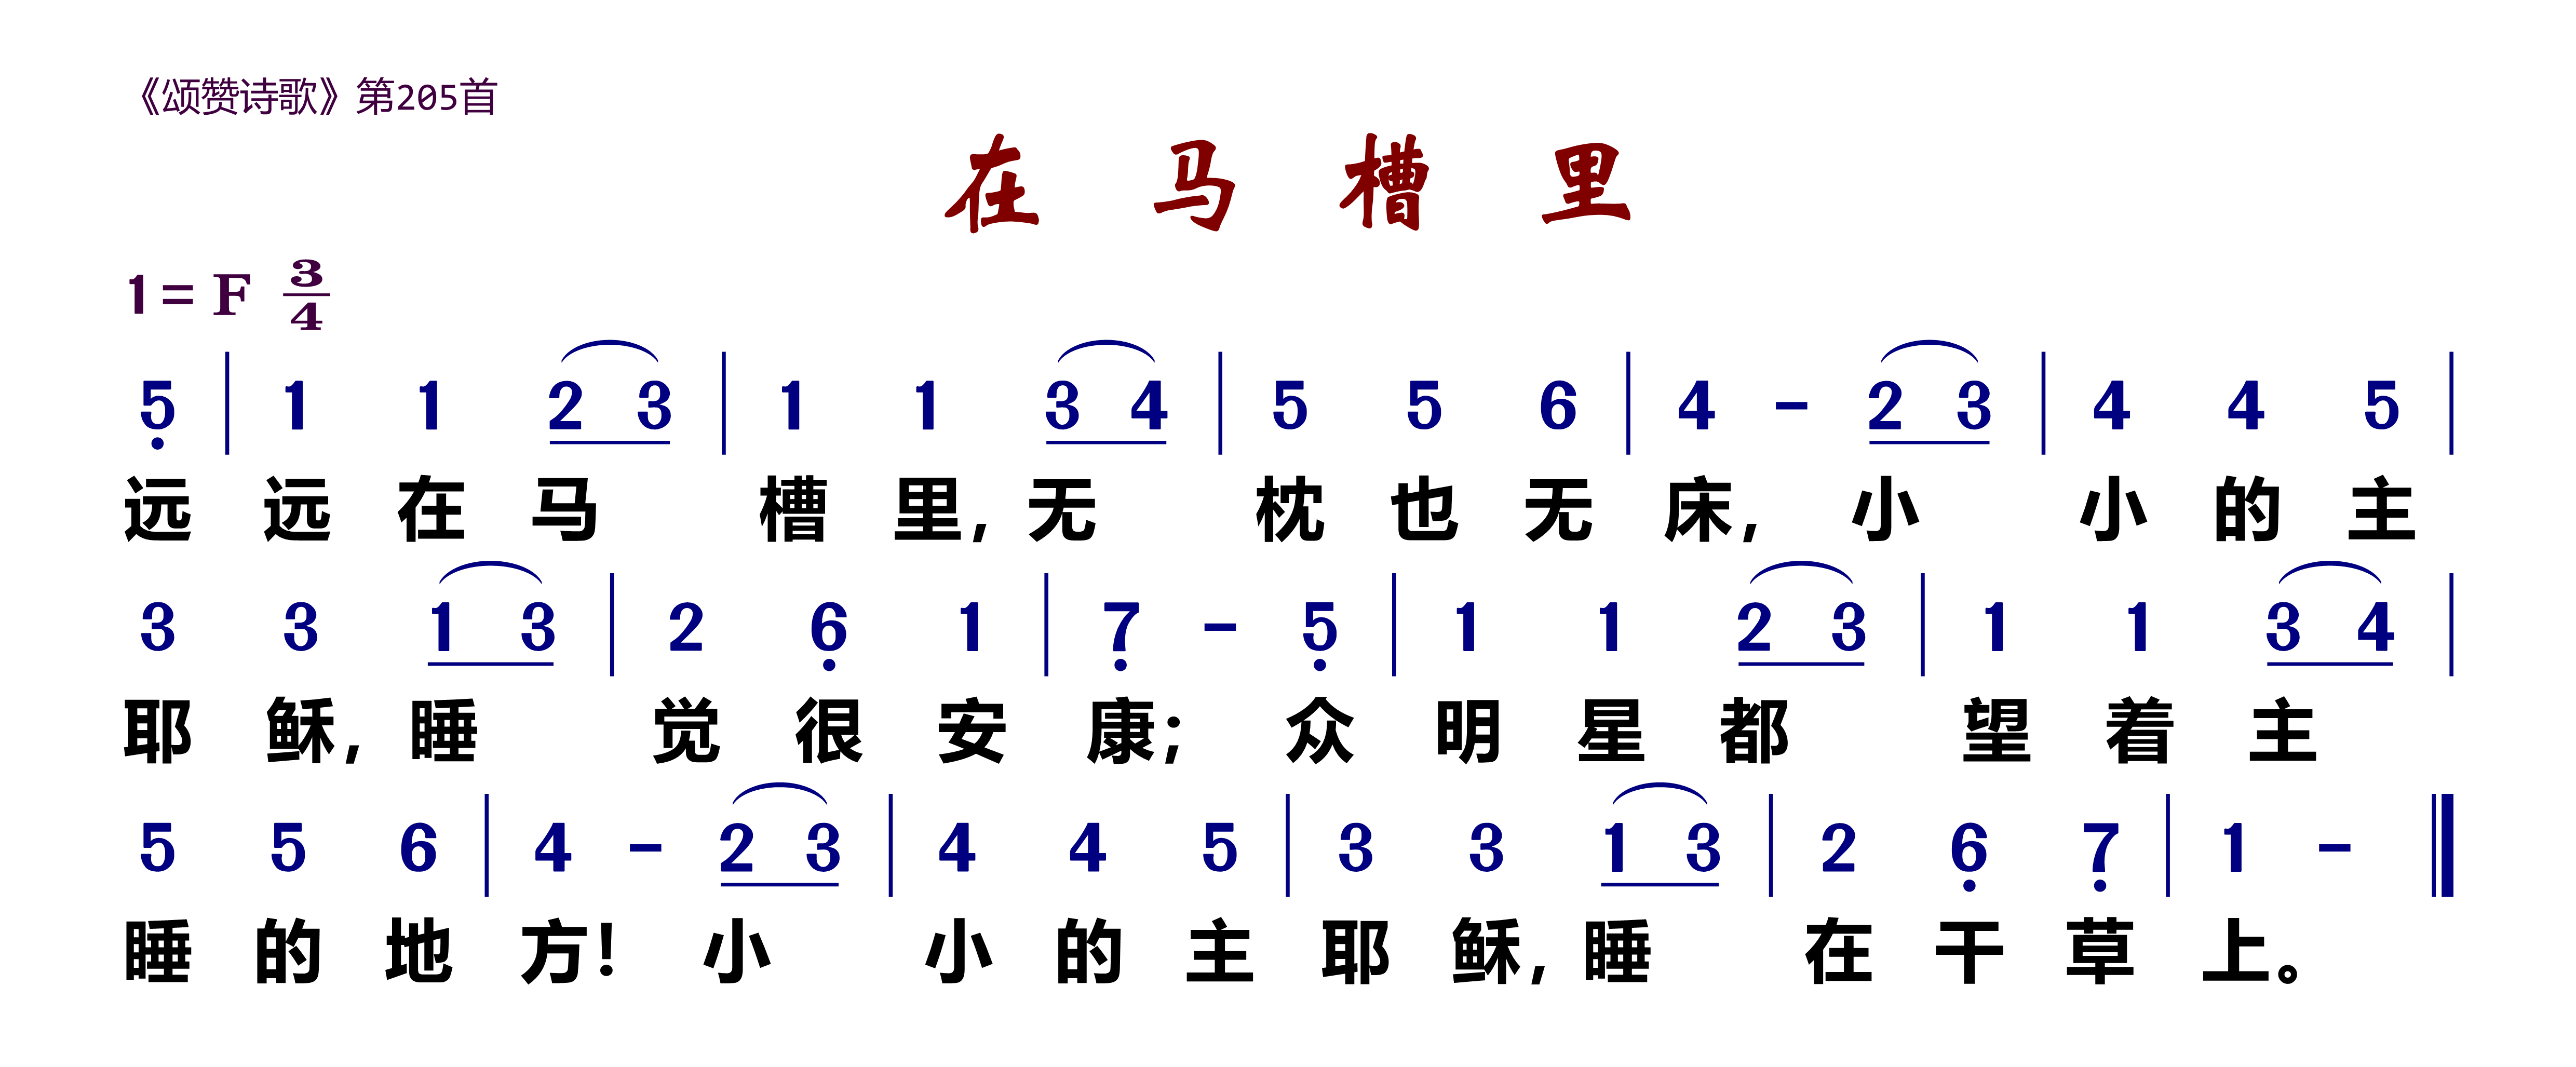 《颂赞诗歌》第205首
在 马 槽 里
1 = F 3/4
5̣ | 1 1 2 3 | 1 1 3 4 | 5 5 6 | 4 - 2 3 | 4 4 5 |
远 远 在 马 槽 里, 无 枕 也 无 床, 小 小 的 主
3 3 1 3 | 2 6̣ 1 | 7̣ - 5̣ | 1 1 2 3 | 1 1 3 4 |
耶 稣, 睡 觉 很 安 康; 众 明 星 都 望 着 主
5 5 6 | 4 - 2 3 | 4 4 5 | 3 3 1 3 | 2 6̣ 7̣ | 1 - ‖
睡 的 地 方! 小 小 的 主 耶 稣, 睡 在 干 草 上。